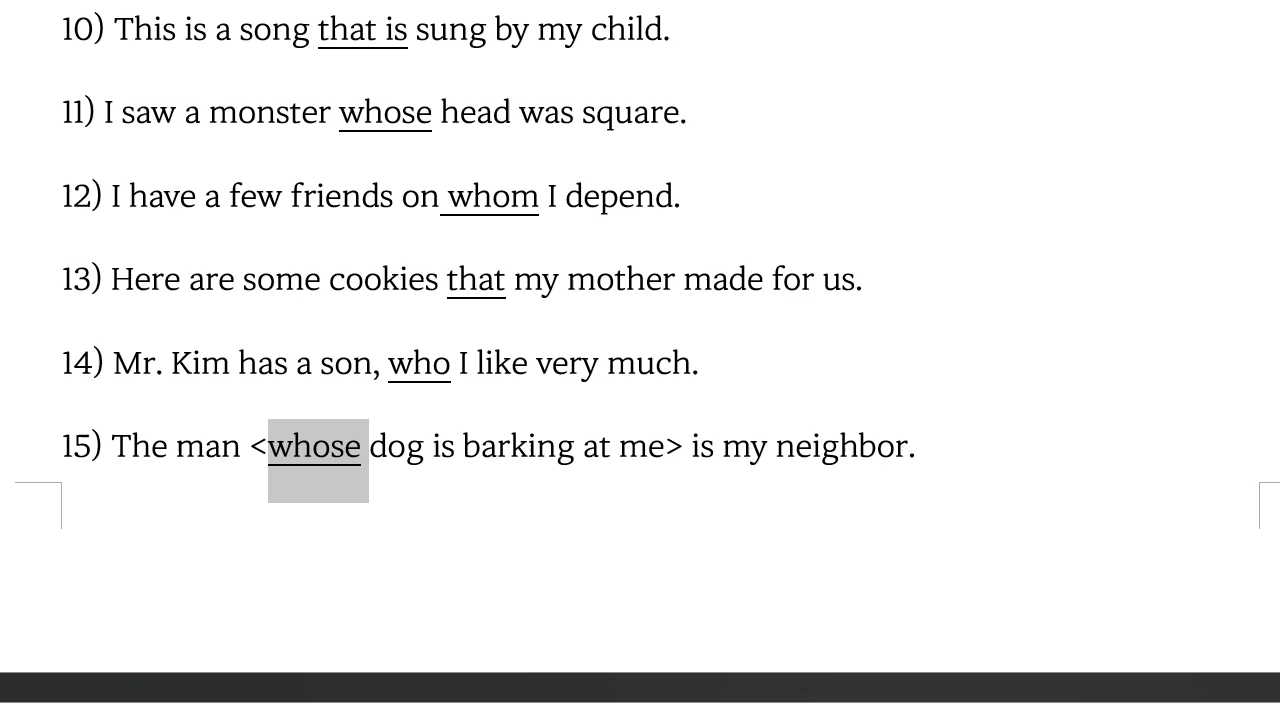 10) This is a song that is sung by my child.
11) I saw a monster whose head was square.
12) I have a few friends on whom I depend.
13) Here are some cookies that my mother made for us.
14) Mr. Kim has a son, who I like very much.
15) The man <whose dog is barking at me> is my neighbor.